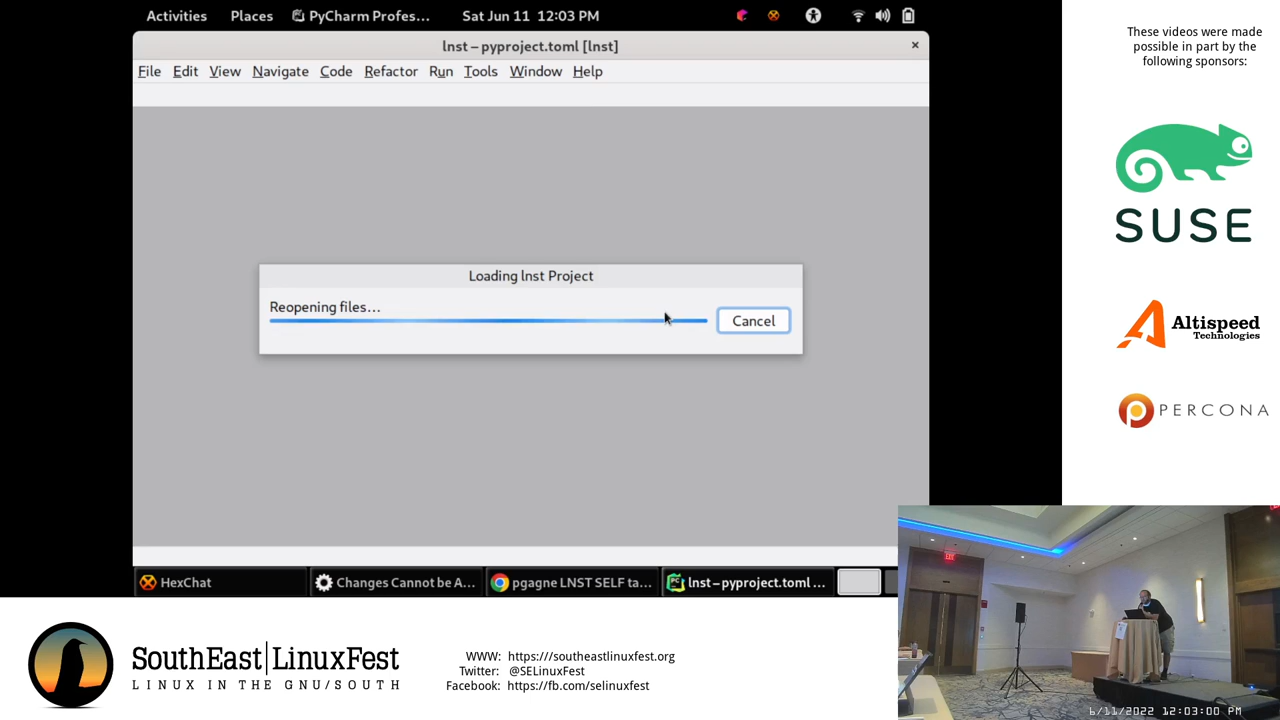 Activities Places PyCharm Profes... Sat Jun 11 12:03 PM
lnst – pyproject.toml [lnst] ×
File Edit View Navigate Code Refactor Run Tools Window Help
Loading lnst Project
Reopening files...
Cancel
HexChat Changes Cannot be A... pgagne LNST SELF ta... lnst – pyproject.toml ...
These videos were made
possible in part by the
following sponsors:
SUSE
Altispeed
Technologies
PERCONA
SouthEast LinuxFest
LINUX IN THE GNU/SOUTH
WWW: https:///southeastlinuxfest.org
Twitter: @SELinuxFest
Facebook: https://fb.com/selinuxfest
EXIT
6/11/2022 12:03:00 PM